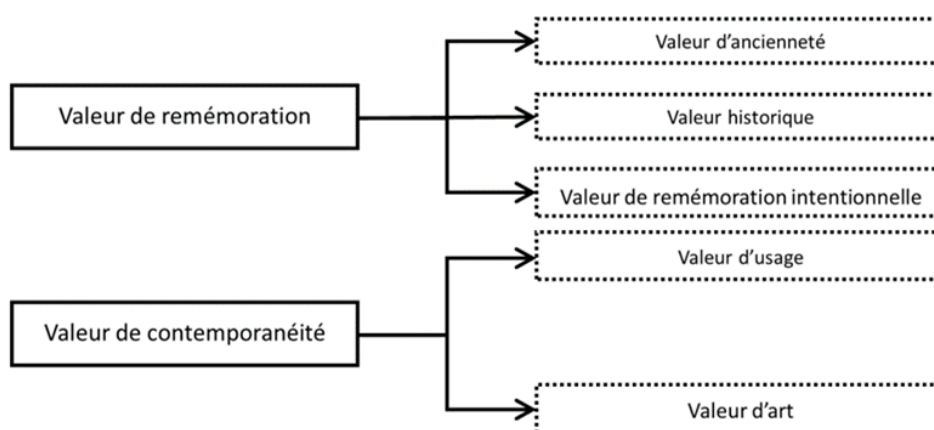 Valeur de remémoration
Valeur d’ancienneté
Valeur historique
Valeur de remémoration intentionnelle
Valeur de contemporanéité
Valeur d’usage
Valeur d’art